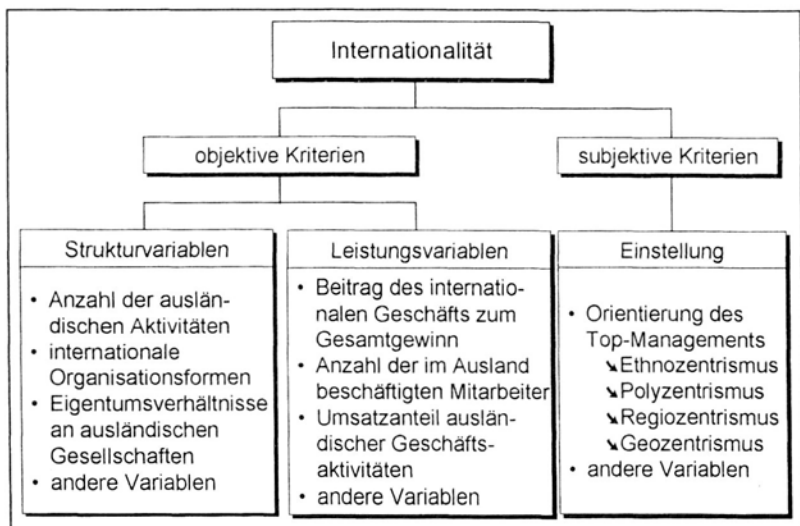 Internationalität
objektive Kriterien
subjektive Kriterien
Strukturvariablen
• Anzahl der auslän-
dischen Aktivitäten
• internationale
Organisationsformen
• Eigentumsverhältnisse
an ausländischen
Gesellschaften
• andere Variablen
Leistungsvariablen
• Beitrag des internatio-
nalen Geschäfts zum
Gesamtgewinn
• Anzahl der im Ausland
beschäftigten Mitarbeiter
• Umsatzanteil auslän-
discher Geschäfts-
aktivitäten
• andere Variablen
Einstellung
• Orientierung des
Top-Managements
➘Ethnozentrismus
➘Polyzentrismus
➘Regiozentrismus
➘Geozentrismus
• andere Variablen